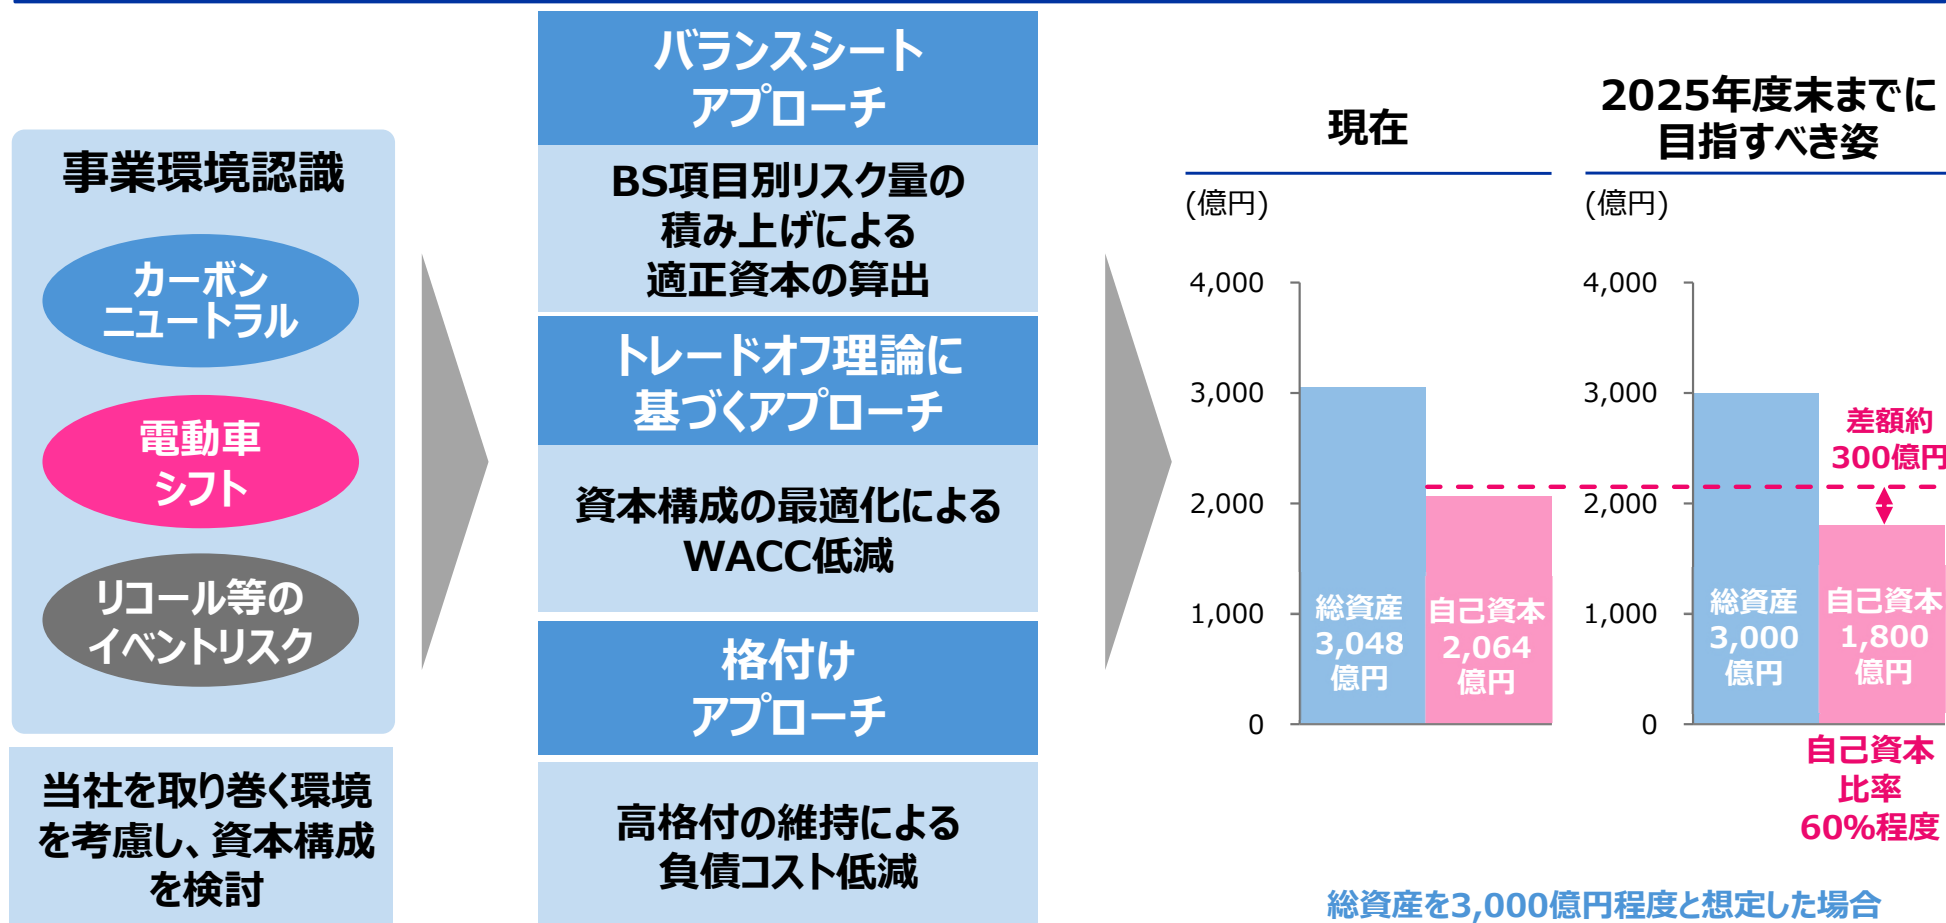 事業環境認識
カーボン
ニュートラル
電動車
シフト
リコール等の
イベントリスク
当社を取り巻く環境
を考慮し、資本構成
を検討
バランスシート
アプローチ
BS項目別リスク量の
積み上げによる
適正資本の算出
トレードオフ理論に
基づくアプローチ
資本構成の最適化による
WACC低減
格付け
アプローチ
高格付の維持による
負債コスト低減
現在
(億円)
4,000
3,000
2,000
1,000
0
総資産
3,048
億円
自己資本
2,064
億円
2025年度末までに
目指すべき姿
(億円)
4,000
3,000
2,000
1,000
0
差額約
300億円
総資産
3,000
億円
自己資本
1,800
億円
自己資本
比率
60%程度
総資産を3,000億円程度と想定した場合